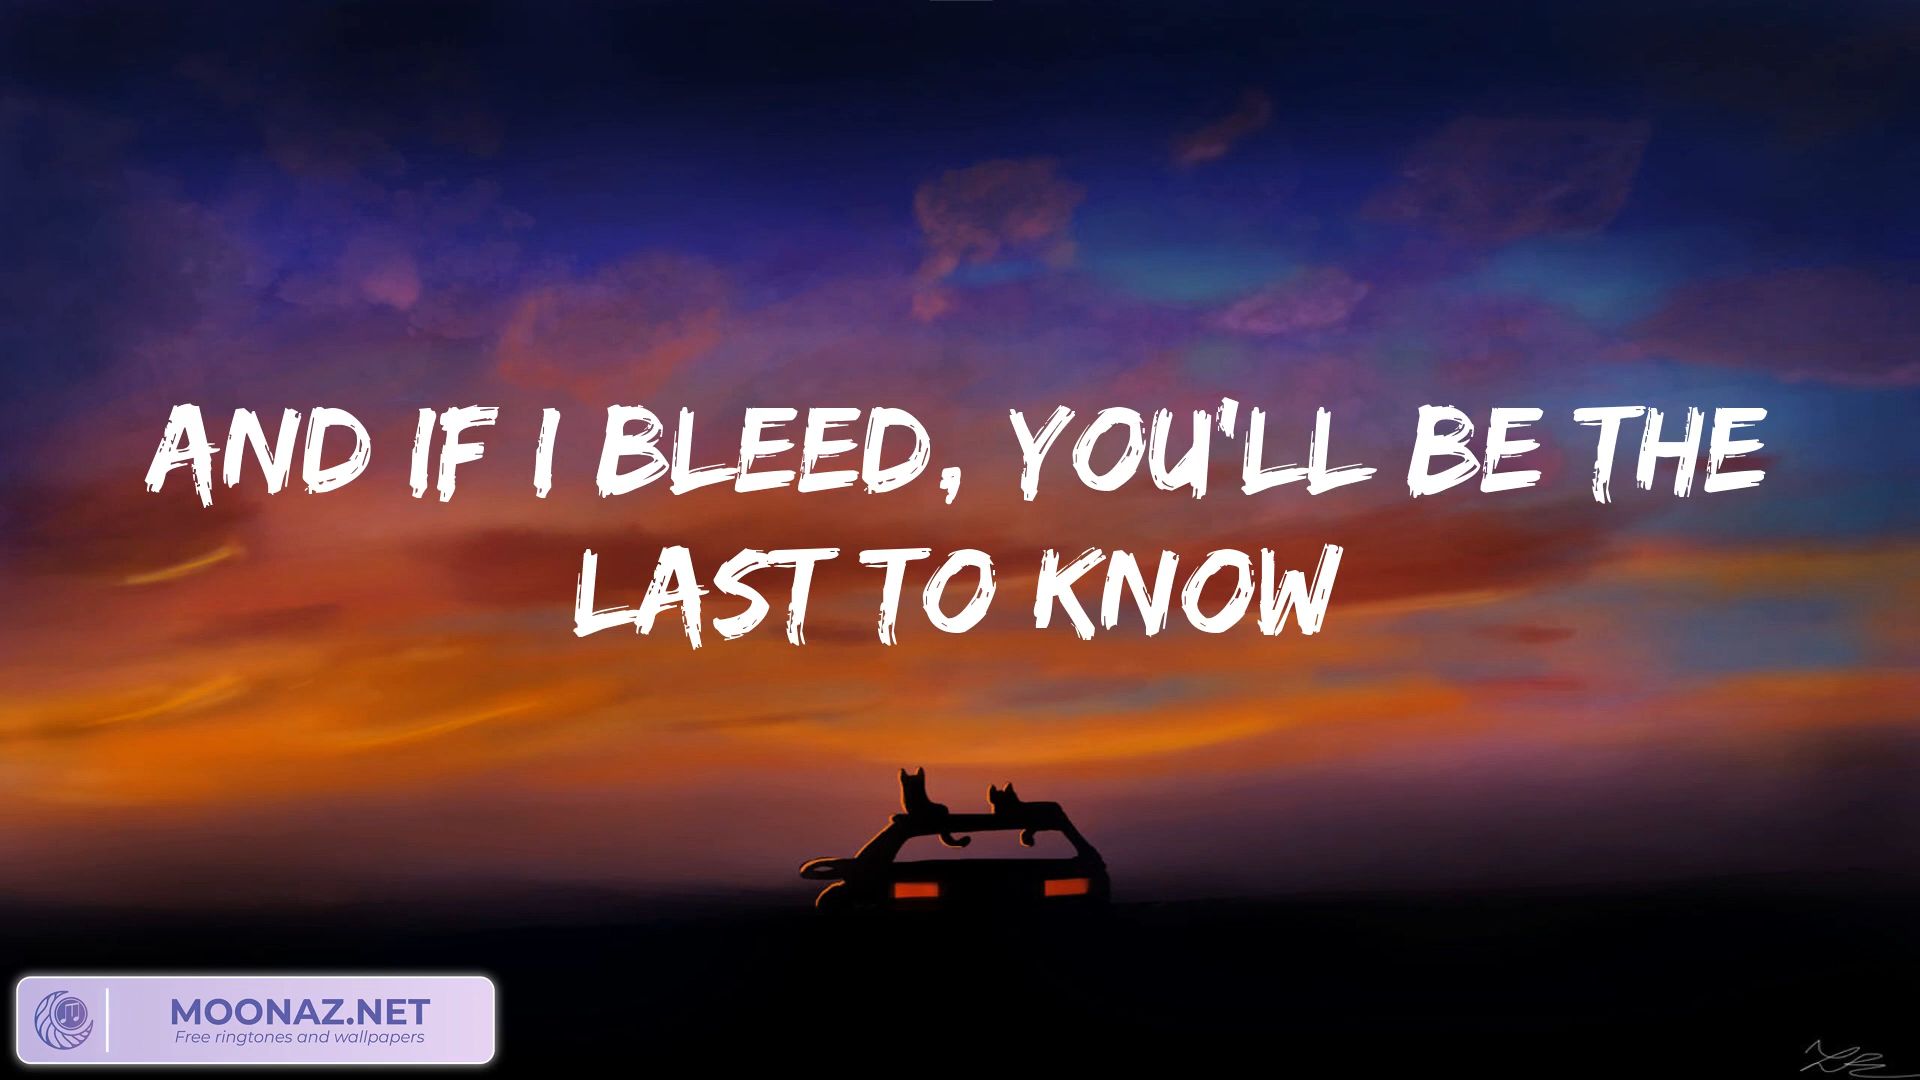 AND IF I BLEED, YOU'LL BE THE
LAST TO KNOW
MOONAZ.NET
Free ringtones and wallpapers